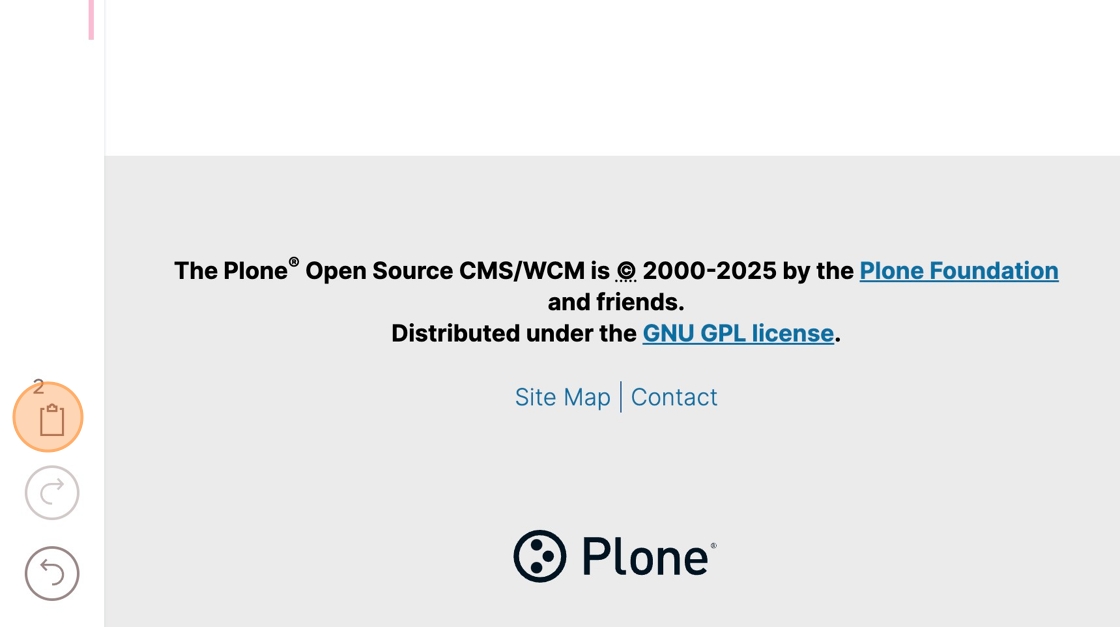 The Plone® Open Source CMS/WCM is © 2000-2025 by the Plone Foundation
and friends.
Distributed under the GNU GPL license.
2
Site Map | Contact
Plone®